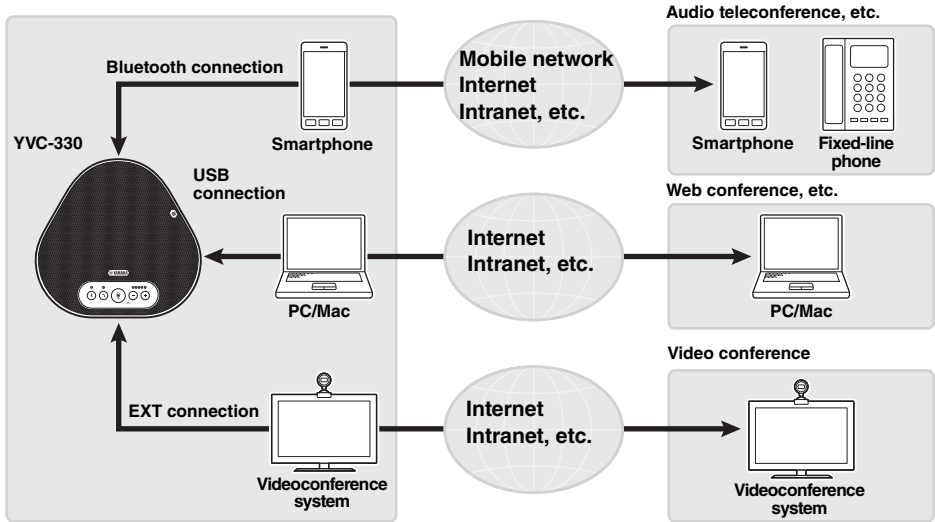 Audio teleconference, etc.
Bluetooth connection
Mobile network
Internet
Intranet, etc.
YVC-330
Smartphone
Smartphone
Fixed-line
phone
USB
connection
Web conference, etc.
Internet
Intranet, etc.
YAMAHA
PC/Mac
PC/Mac
Video conference
EXT connection
Internet
Intranet, etc.
Videoconference
system
Videoconference
system